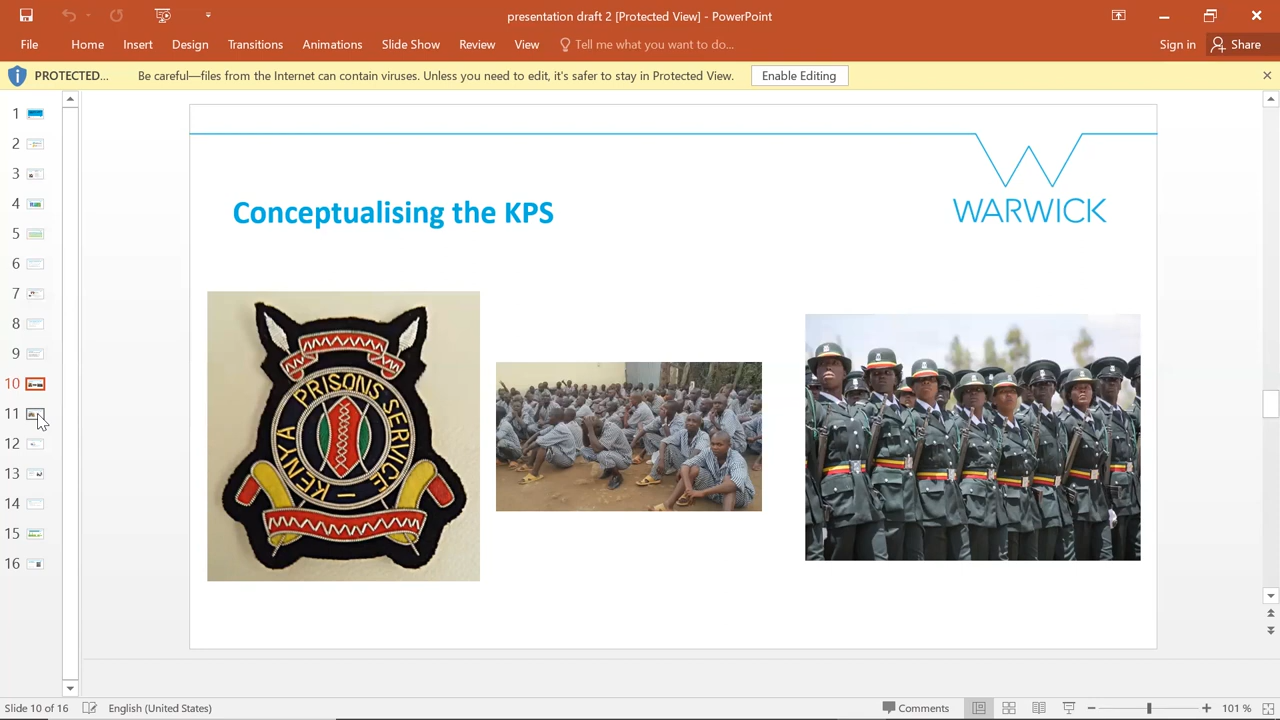 presentation draft 2 [Protected View] - PowerPoint
File Home Insert Design Transitions Animations Slide Show Review View Tell me what you want to do... Sign in Share
PROTECTED... Be careful—files from the Internet can contain viruses. Unless you need to edit, it's safer to stay in Protected View. Enable Editing
1
2
3
4
5
6
7
8
9
10
11
12
13
14
15
16
WARWICK
Conceptualising the KPS
KENYA PRISONS SERVICE
Slide 10 of 16 English (United States) Comments 101 %